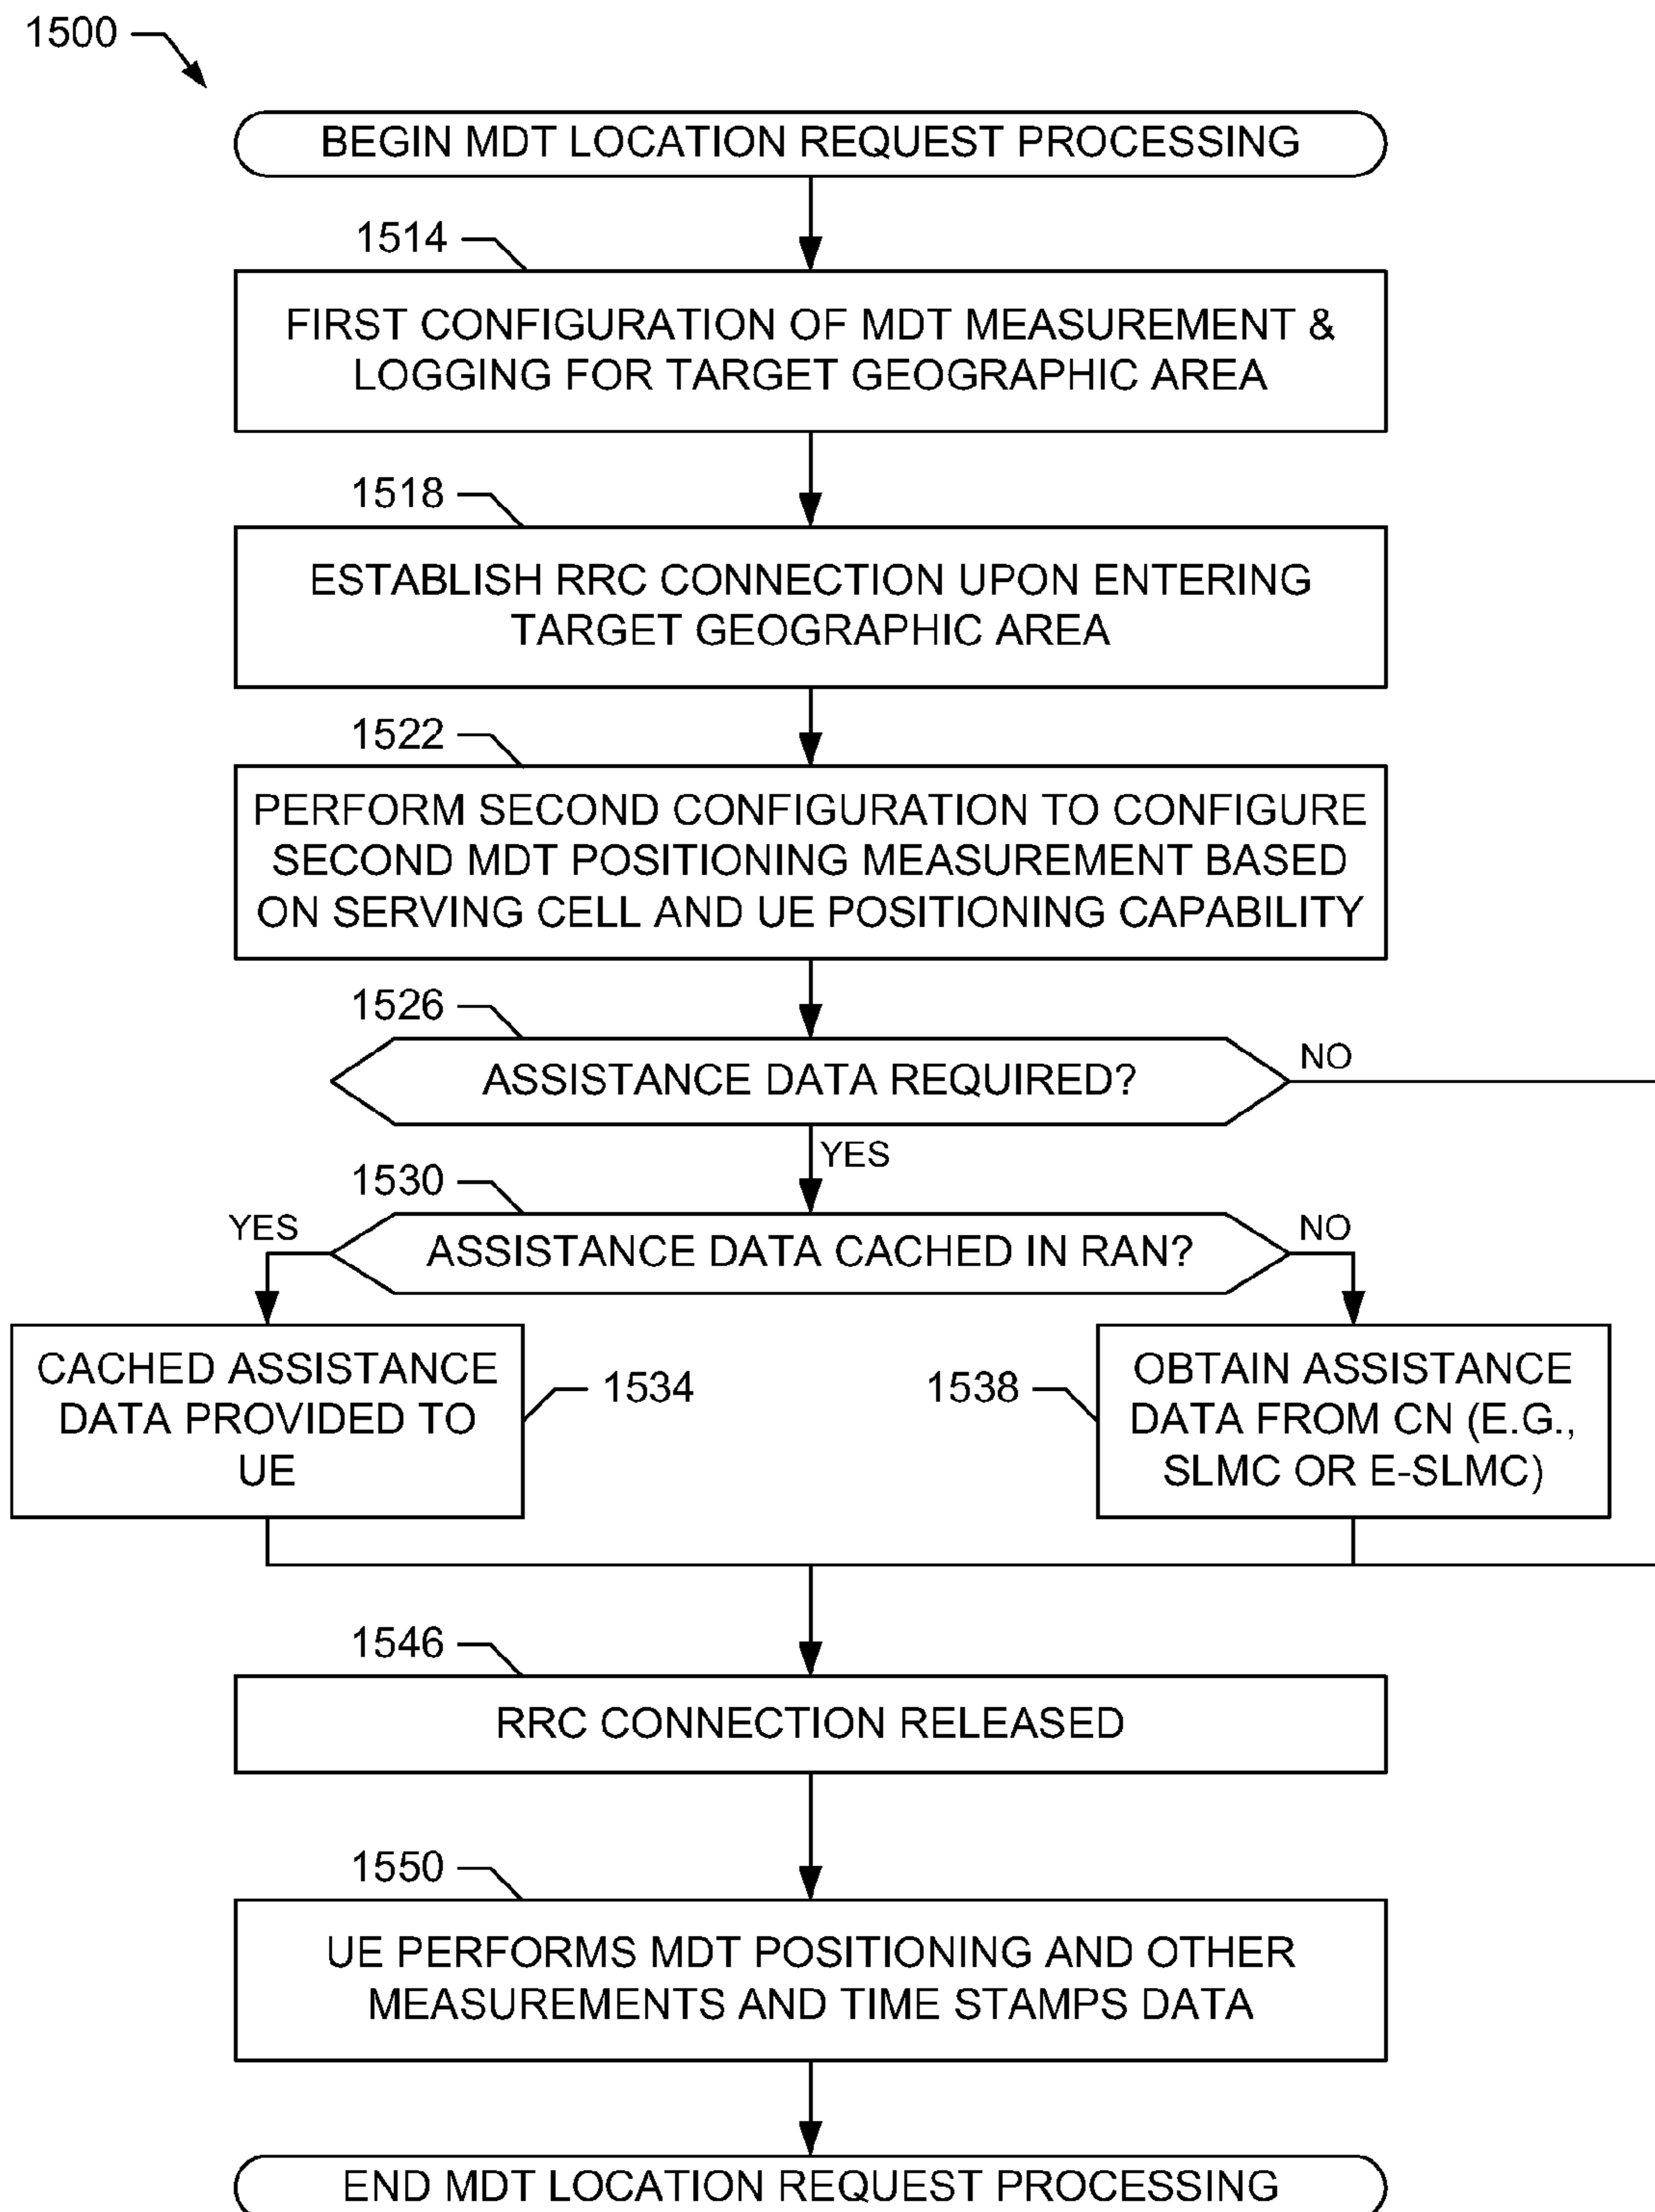 1500
BEGIN MDT LOCATION REQUEST PROCESSING
1514
FIRST CONFIGURATION OF MDT MEASUREMENT &
LOGGING FOR TARGET GEOGRAPHIC AREA
1518
ESTABLISH RRC CONNECTION UPON ENTERING
TARGET GEOGRAPHIC AREA
1522
PERFORM SECOND CONFIGURATION TO CONFIGURE
SECOND MDT POSITIONING MEASUREMENT BASED
ON SERVING CELL AND UE POSITIONING CAPABILITY
1526
ASSISTANCE DATA REQUIRED?
NO
YES
1530
ASSISTANCE DATA CACHED IN RAN?
YES
NO
CACHED ASSISTANCE
DATA PROVIDED TO
UE
1534
1538
OBTAIN ASSISTANCE
DATA FROM CN (E.G.,
SLMC OR E-SLMC)
1546
RRC CONNECTION RELEASED
1550
UE PERFORMS MDT POSITIONING AND OTHER
MEASUREMENTS AND TIME STAMPS DATA
END MDT LOCATION REQUEST PROCESSING